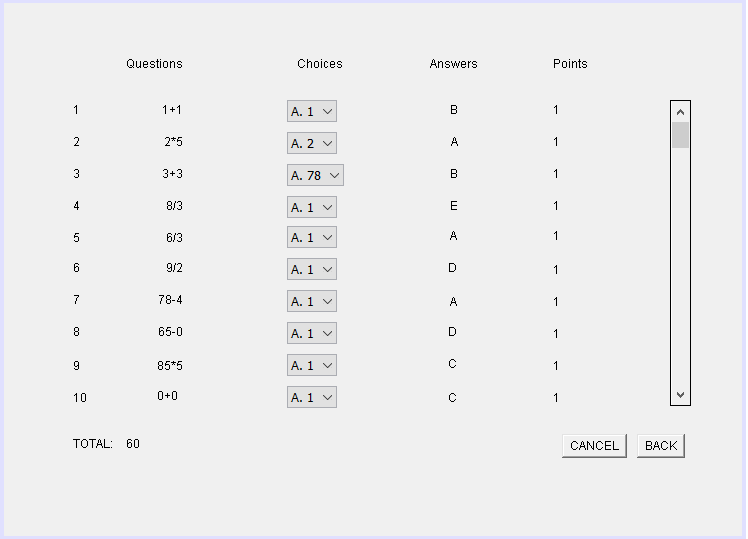 Questions Choices Answers Points
1 1+1 A. 1 B 1
2 2*5 A. 2 A 1
3 3+3 A. 78 B 1
4 8/3 A. 1 E 1
5 6/3 A. 1 A 1
6 9/2 A. 1 D 1
7 78-4 A. 1 A 1
8 65-0 A. 1 D 1
9 85*5 A. 1 C 1
10 0+0 A. 1 C 1
TOTAL: 60 CANCEL BACK